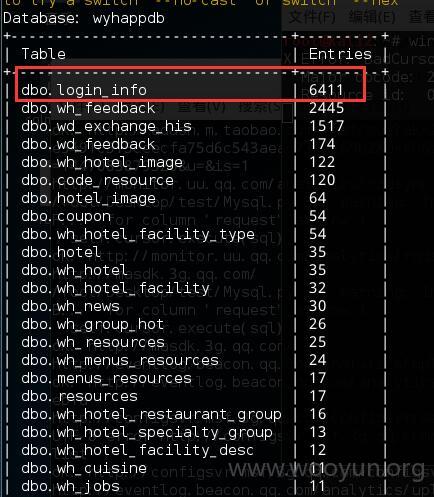 to try a switch '--no-cast' or switch '--hex'
Database: wyhappdb
| Table | Entries |
| dbo.login_info | 6411 |
| dbo.wh_feedback | 2445 |
| dbo.wd_exchange_his | 1517 |
| dbo.wd_feedback | 174 |
| dbo.wh_hotel_image | 122 |
| dbo.code_resource | 120 |
| dbo.hotel_image | 64 |
| dbo.coupon | 54 |
| dbo.wh_hotel_facility_type | 54 |
| dbo.hotel | 35 |
| dbo.wh_hotel | 35 |
| dbo.wh_hotel_facility | 32 |
| dbo.wh_news | 30 |
| dbo.wh_group_hot | 26 |
| dbo.wh_resources | 25 |
| dbo.wh_menus_resources | 24 |
| dbo.menus_resources | 17 |
| dbo.resources | 17 |
| dbo.wh_hotel_restaurant_group | 16 |
| dbo.wh_hotel_specialty_group | 13 |
| dbo.wh_hotel_facility_desc | 12 |
| dbo.wh_cuisine | 11 |
| dbo.wh_jobs | 11 |
www.wooyun.org